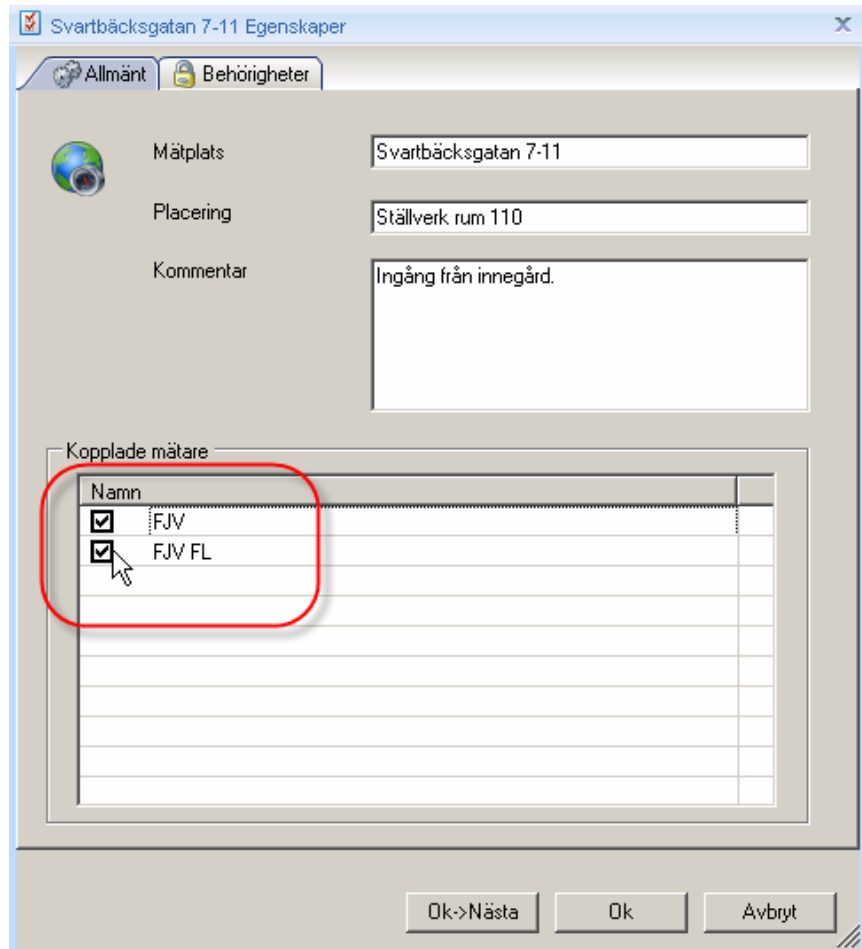 Svartbäcksgatan 7-11 Egenskaper
Allmänt
Behörigheter
Mätplats
Svartbäcksgatan 7-11
Placering
Ställverk rum 110
Kommentar
Ingång från innegård.
Kopplade mätare
Namn
FJV
FJV FL
Ok->Nästa
Ok
Avbryt